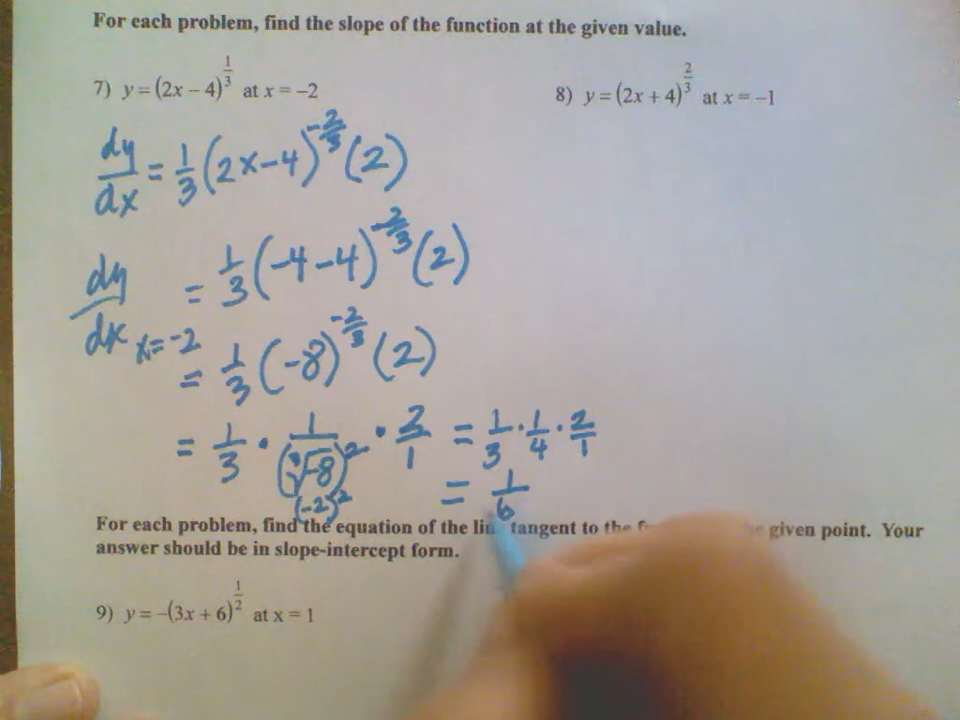 For each problem, find the slope of the function at the given value.
7) y = (2x − 4)^(1/3) at x = −2
8) y = (2x + 4)^(2/3) at x = −1
dy/dx = 1/3 (2x−4)^(-2/3) (2)
dy/dx x=-2 = 1/3 (-4-4)^(-2/3) (2)
= 1/3 (-8)^(-2/3) (2)
= 1/3 · 1/(∛-8)^2 · 2/1 = 1/3 · 1/4 · 2/1
(-2)^2 = 1/6
For each problem, find the equation of the lin tangent to the given point. Your
answer should be in slope-intercept form.
9) y = −(3x + 6)^(1/2) at x = 1